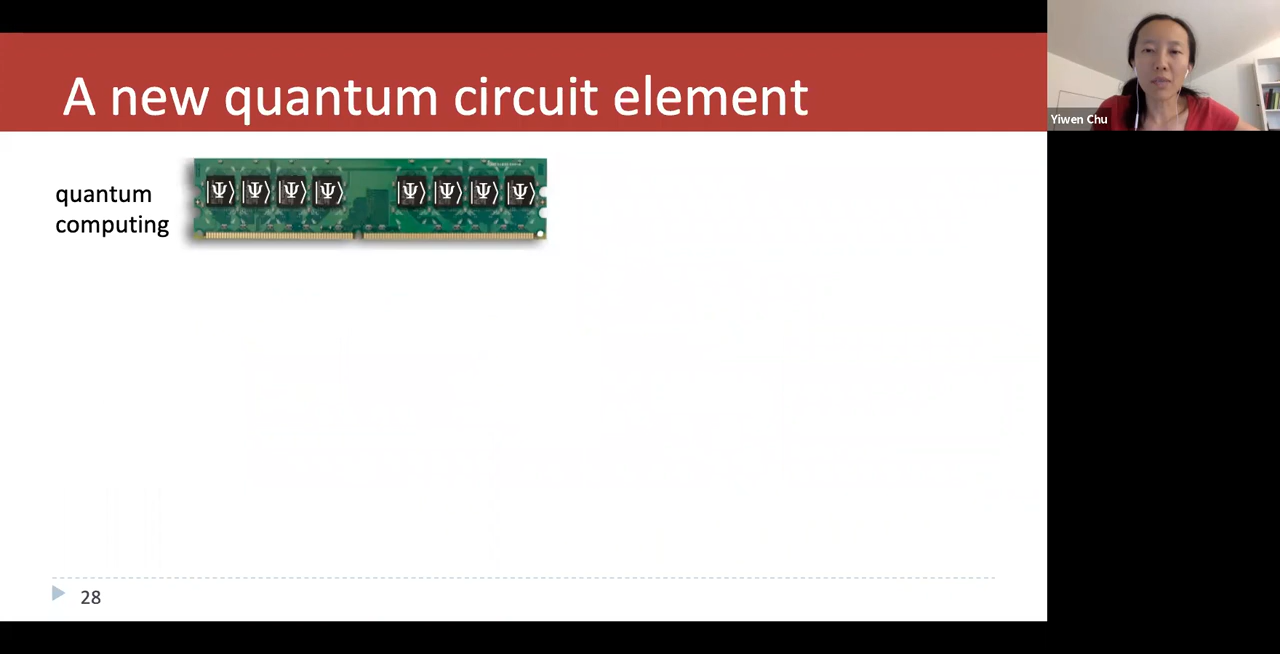 A new quantum circuit element
Yiwen Chu
quantum
computing
|Ψ⟩ |Ψ⟩ |Ψ⟩ |Ψ⟩ |Ψ⟩ |Ψ⟩ |Ψ⟩ |Ψ⟩
28